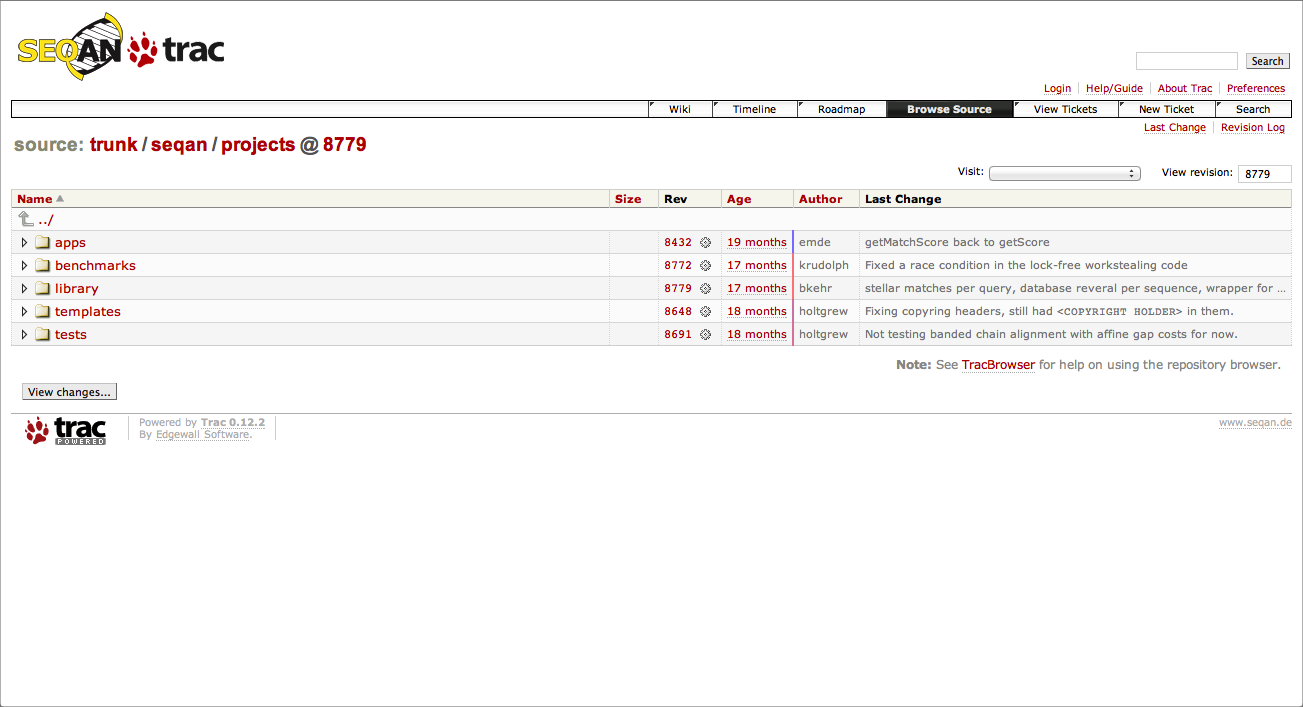 SEQAN trac
Search
Login Help/Guide About Trac Preferences
Wiki Timeline Roadmap Browse Source View Tickets New Ticket Search
Last Change Revision Log
source: trunk / seqan / projects @ 8779
Visit: View revision: 8779
Name Size Rev Age Author Last Change
../
apps 8432 19 months emde getMatchScore back to getScore
benchmarks 8772 17 months krudolph Fixed a race condition in the lock-free workstealing code
library 8779 17 months bkehr stellar matches per query, database reveral per sequence, wrapper for ...
templates 8648 18 months holtgrew Fixing copyring headers, still had <COPYRIGHT HOLDER> in them.
tests 8691 18 months holtgrew Not testing banded chain alignment with affine gap costs for now.
Note: See TracBrowser for help on using the repository browser.
View changes...
trac POWERED
Powered by Trac 0.12.2
By Edgewall Software.
www.seqan.de